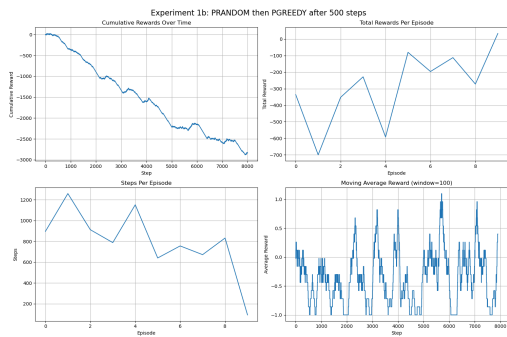 Experiment 1b: PRANDOM then PGREEDY after 500 steps
Cumulative Rewards Over Time
Cumulative Reward
0
−500
−1000
−1500
−2000
−2500
−3000
0 1000 2000 3000 4000 5000 6000 7000 8000
Step
Total Rewards Per Episode
Total Reward
0
−100
−200
−300
−400
−500
−600
−700
0 2 4 6 8
Episode
Steps Per Episode
Steps
1200
1000
800
600
400
200
0 2 4 6 8
Episode
Moving Average Reward (window=100)
Average Reward
1.0
0.5
0.0
−0.5
−1.0
0 1000 2000 3000 4000 5000 6000 7000 8000
Step